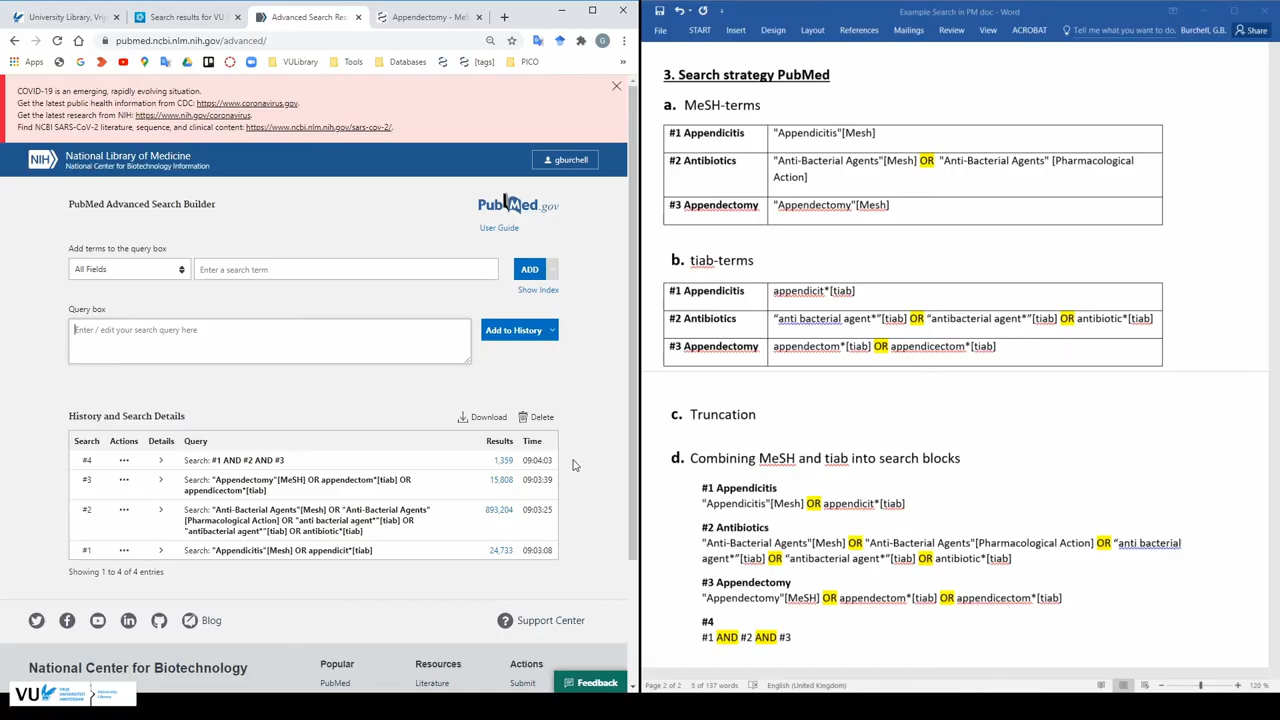 University Library, Vrij
Search results for VU
Advanced Search Res
Appendectomy - MeS
pubmed.ncbi.nlm.nih.gov/advanced/
G
Apps
VULibrary
Tools
Databases
[tags]
PICO
COVID-19 is an emerging, rapidly evolving situation.
Get the latest public health information from CDC: https://www.coronavirus.gov.
Get the latest research from NIH: https://www.nih.gov/coronavirus.
Find NCBI SARS-CoV-2 literature, sequence, and clinical content: https://www.ncbi.nlm.nih.gov/sars-cov-2/.
NIH National Library of Medicine
National Center for Biotechnology Information
gburchell
PubMed Advanced Search Builder
PubMed.gov
User Guide
Add terms to the query box
All Fields
Enter a search term
ADD
Show Index
Query box
Enter / edit your search query here
Add to History
History and Search Details
Download
Delete
Search Actions Details Query Results Time
#4 ••• > Search: #1 AND #2 AND #3 1,359 09:04:03
#3 ••• > Search: "Appendectomy"[MeSH] OR appendectom*[tiab] OR 15,808 09:03:39
appendicectom*[tiab]
#2 ••• > Search: "Anti-Bacterial Agents"[Mesh] OR "Anti-Bacterial Agents" 893,204 09:03:25
[Pharmacological Action] OR "anti bacterial agent*"[tiab] OR
"antibacterial agent*"[tiab] OR antibiotic*[tiab]
#1 ••• > Search: "Appendicitis"[Mesh] OR appendicit*[tiab] 24,733 09:03:08
Showing 1 to 4 of 4 entries
Blog
Support Center
National Center for Biotechnology
Popular
Resources
Actions
PubMed
Literature
Submit
Feedback
VU
VRIJE UNIVERSITEIT AMSTERDAM
University Library
Example Search in PM doc - Word
File START Insert Design Layout References Mailings Review View ACROBAT Tell me what you want to do. Burchell, G.B. Share
3. Search strategy PubMed
a. MeSH-terms
#1 Appendicitis "Appendicitis"[Mesh]
#2 Antibiotics "Anti-Bacterial Agents"[Mesh] OR "Anti-Bacterial Agents" [Pharmacological
Action]
#3 Appendectomy "Appendectomy"[Mesh]
b. tiab-terms
#1 Appendicitis appendicit*[tiab]
#2 Antibiotics “anti bacterial agent*”[tiab] OR “antibacterial agent*”[tiab] OR antibiotic*[tiab]
#3 Appendectomy appendectom*[tiab] OR appendicectom*[tiab]
c. Truncation
d. Combining MeSH and tiab into search blocks
#1 Appendicitis
"Appendicitis"[Mesh] OR appendicit*[tiab]
#2 Antibiotics
"Anti-Bacterial Agents"[Mesh] OR "Anti-Bacterial Agents"[Pharmacological Action] OR “anti bacterial
agent*”[tiab] OR “antibacterial agent*”[tiab] OR antibiotic*[tiab]
#3 Appendectomy
"Appendectomy"[MeSH] OR appendectom*[tiab] OR appendicectom*[tiab]
#4
#1 AND #2 AND #3
Page 2 of 2 5 of 137 words English (United Kingdom) 120 %